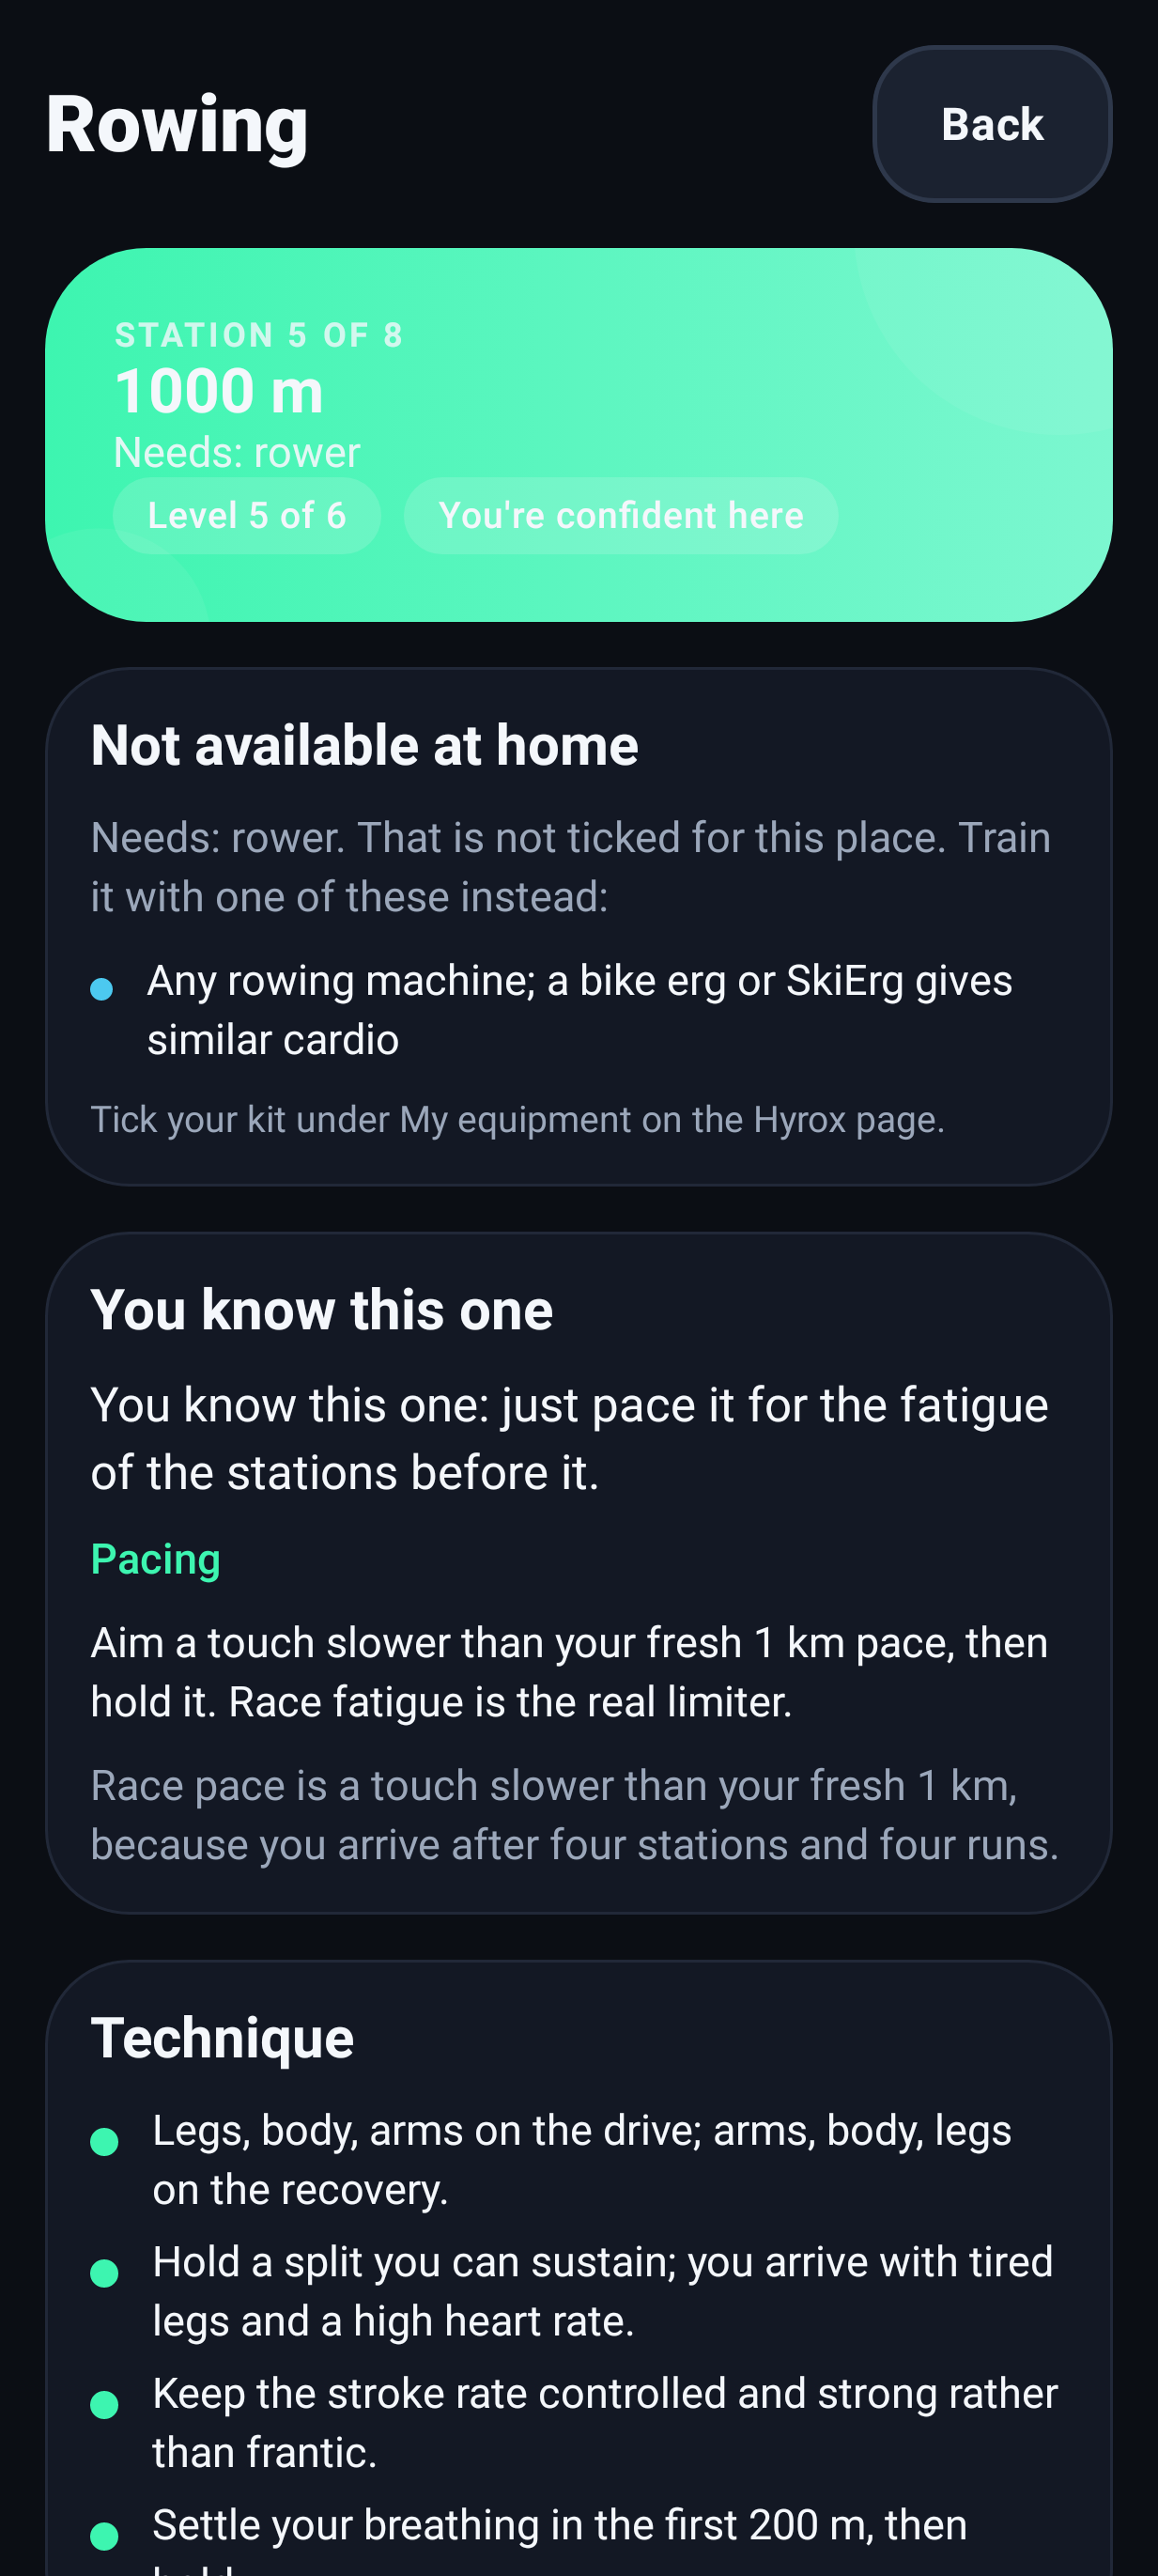 Rowing
Back
STATION 5 OF 8
1000 m
Needs: rower
Level 5 of 6
You're confident here
Not available at home
Needs: rower. That is not ticked for this place. Train
it with one of these instead:
Any rowing machine; a bike erg or SkiErg gives
similar cardio
Tick your kit under My equipment on the Hyrox page.
You know this one
You know this one: just pace it for the fatigue
of the stations before it.
Pacing
Aim a touch slower than your fresh 1 km pace, then
hold it. Race fatigue is the real limiter.
Race pace is a touch slower than your fresh 1 km,
because you arrive after four stations and four runs.
Technique
Legs, body, arms on the drive; arms, body, legs
on the recovery.
Hold a split you can sustain; you arrive with tired
legs and a high heart rate.
Keep the stroke rate controlled and strong rather
than frantic.
Settle your breathing in the first 200 m, then